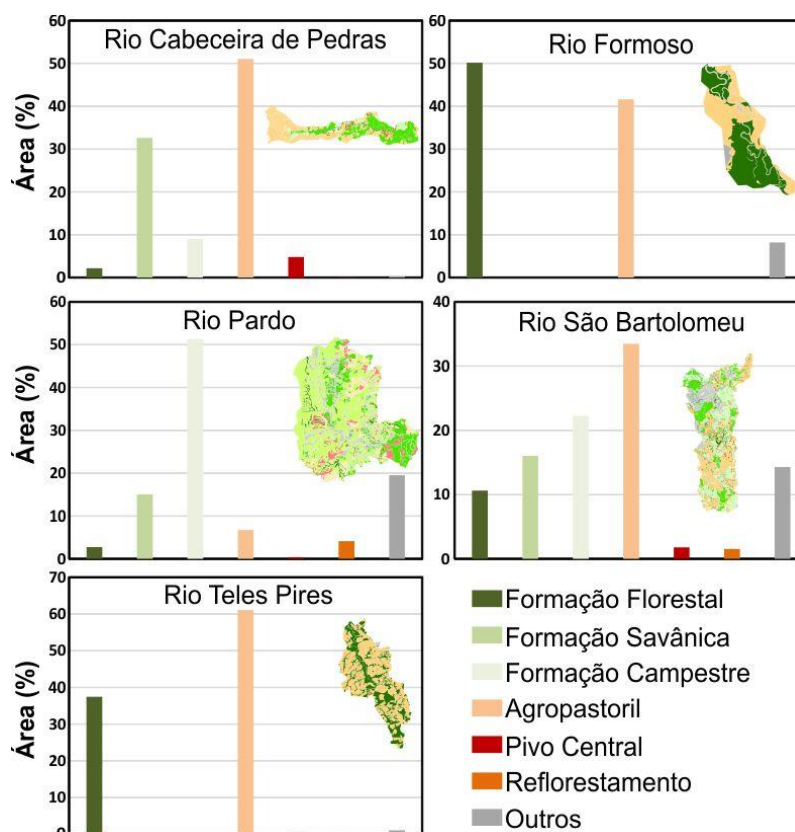 Rio Cabeceira de Pedras
Área (%)
60
50
40
30
20
10
0
Rio Formoso
60
50
40
30
20
10
0
Rio Pardo
Área (%)
60
50
40
30
20
10
0
Rio São Bartolomeu
40
30
20
10
0
Rio Teles Pires
Área (%)
70
60
50
40
30
20
10
0
Formação Florestal
Formação Savânica
Formação Campestre
Agropastoril
Pivo Central
Reflorestamento
Outros